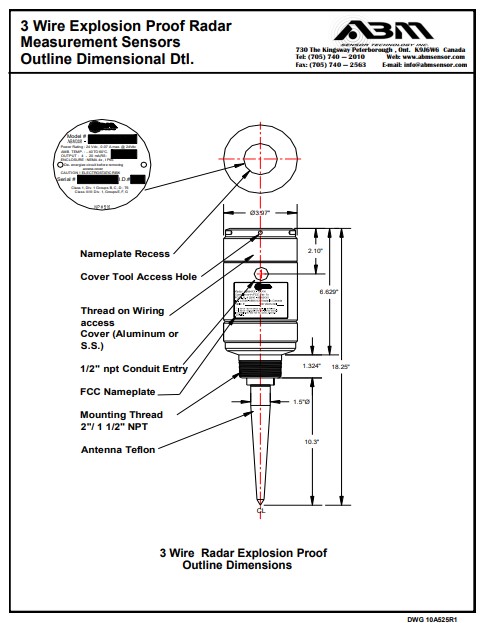 3 Wire Explosion Proof Radar
Measurement Sensors
Outline Dimensional Dtl.
ABM
SENSOR TECHNOLOGY INC.
730 The Kingsway Peterborough , Ont. K9J6W6 Canada
Tel: (705) 740 – 2010 Web: www.abmsensor.com
Fax: (705) 740 – 2563 E-mail: info@abmsensor.com
Model #
Serial #
I.D.#
Ø3.97"
2.10"
6.629"
Nameplate Recess
Cover Tool Access Hole
Thread on Wiring
access
Cover (Aluminum or
S.S.)
1/2" npt Conduit Entry
FCC Nameplate
Mounting Thread
2"/ 1 1/2" NPT
Antenna Teflon
1.324"
18.25"
1.5"Ø
10.3"
CL
3 Wire Radar Explosion Proof
Outline Dimensions
DWG 10A525R1